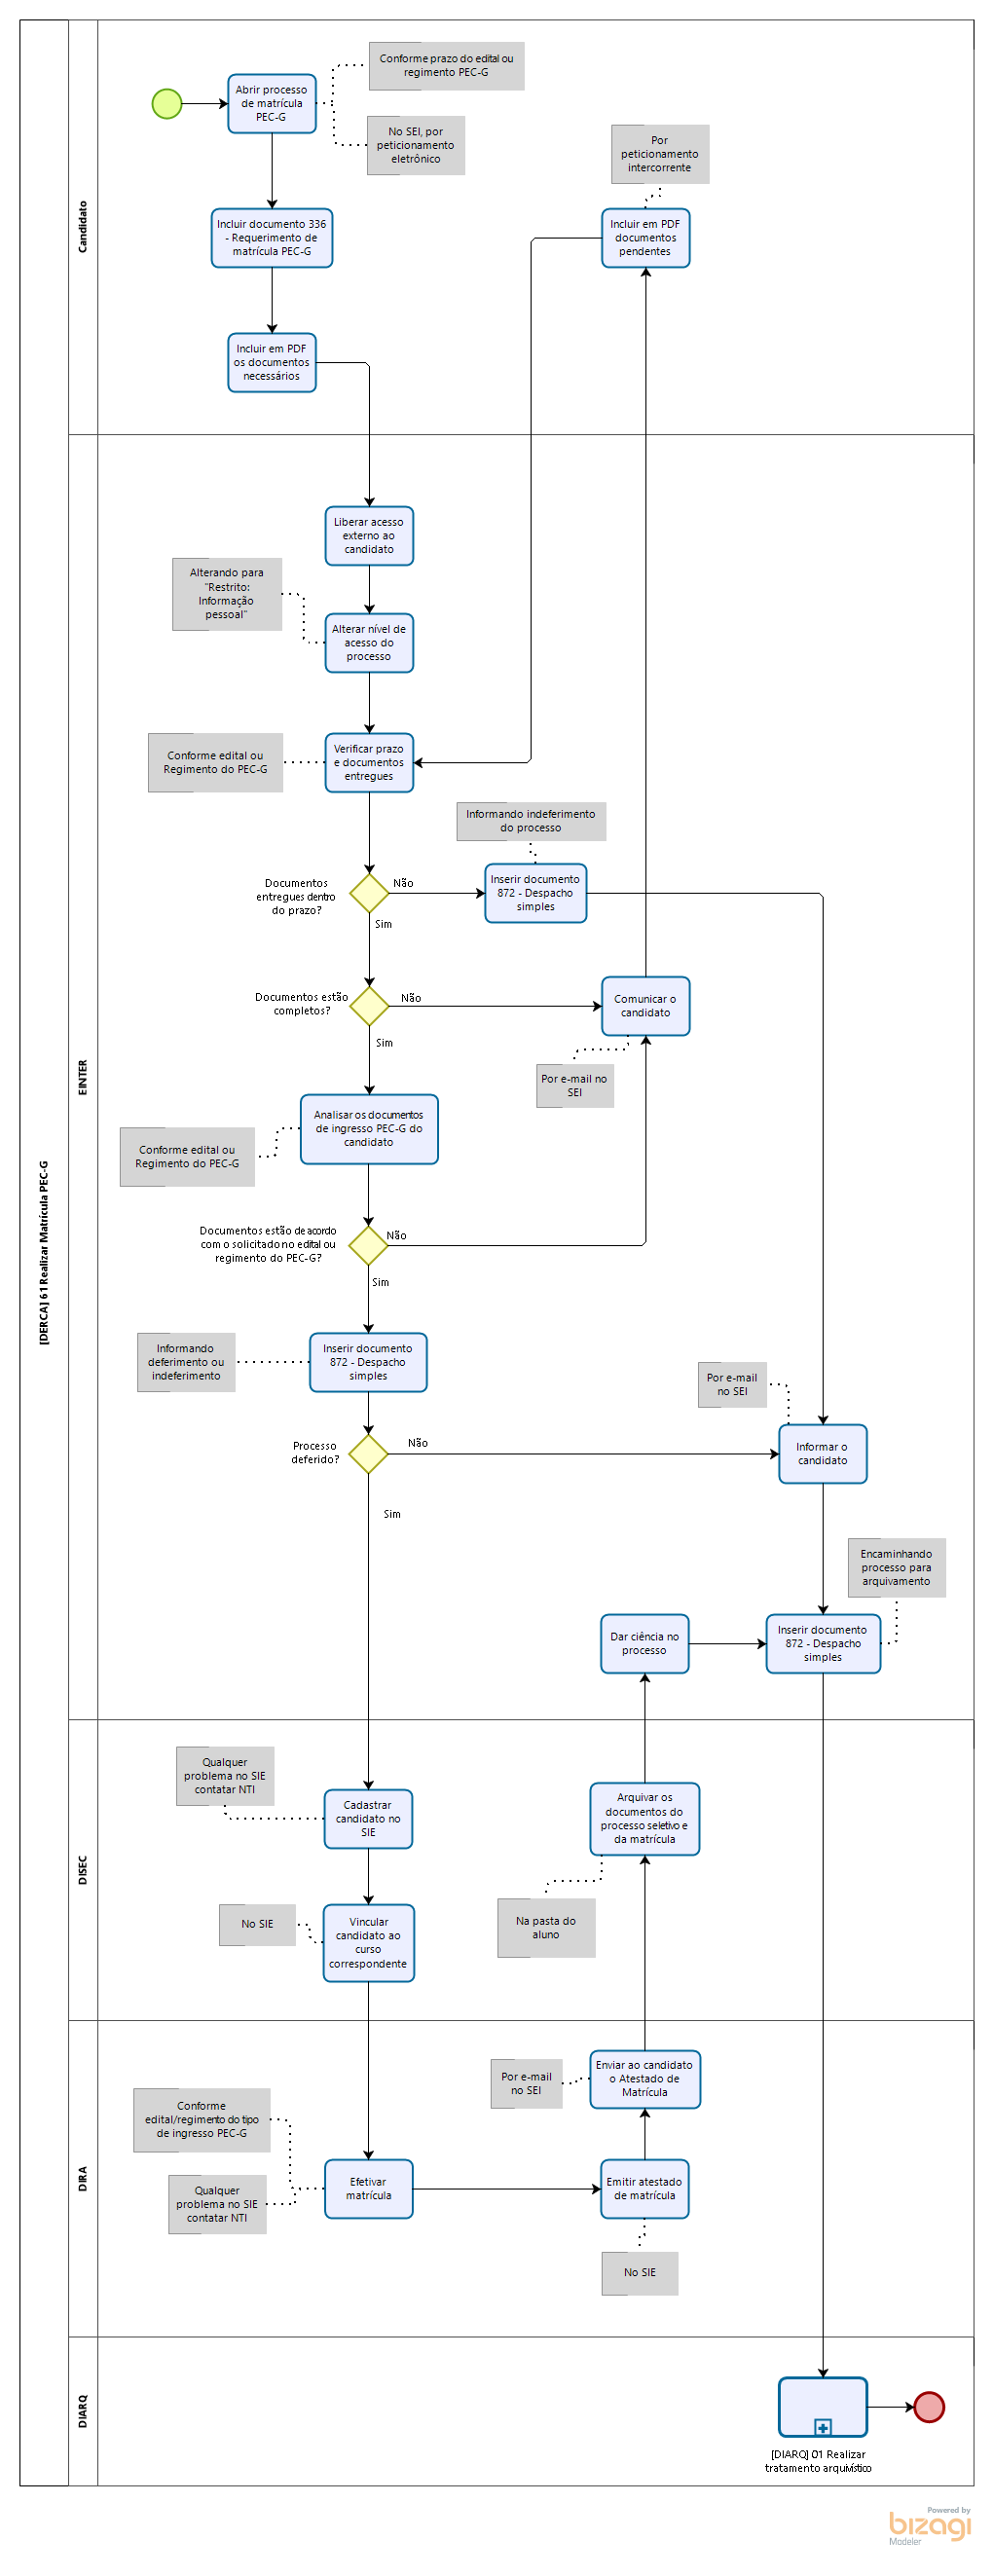 [DERCA] 61 Realizar Matrícula PEC-G
Candidato
Conforme prazo do edital ou
regimento PEC-G
Abrir processo
de matrícula
PEC-G
No SEI, por
peticionamento
eletrônico
Por
peticionamento
intercorrente
Incluir documento 336
- Requerimento de
matrícula PEC-G
Incluir em PDF
documentos
pendentes
Incluir em PDF
os documentos
necessários
EINTER
Liberar acesso
externo ao
candidato
Alterando para
"Restrito:
Informação
pessoal"
Alterar nível de
acesso do
processo
Conforme edital ou
Regimento do PEC-G
Verificar prazo
e documentos
entregues
Informando indeferimento
do processo
Documentos
entregues dentro
do prazo?
Não
Inserir documento
872 - Despacho
simples
Sim
Documentos estão
completos?
Não
Comunicar o
candidato
Sim
Por e-mail no
SEI
Analisar os documentos
de ingresso PEC-G do
candidato
Conforme edital ou
Regimento do PEC-G
Documentos estão de acordo
com o solicitado no edital ou
regimento do PEC-G?
Não
Sim
Informando
deferimento ou
indeferimento
Inserir documento
872 - Despacho
simples
Por e-mail
no SEI
Processo
deferido?
Não
Informar o
candidato
Sim
Encaminhando
processo para
arquivamento
Dar ciência no
processo
Inserir documento
872 - Despacho
simples
DISEC
Qualquer
problema no SIE
contatar NTI
Cadastrar
candidato no
SIE
Arquivar os
documentos do
processo seletivo e
da matrícula
No SIE
Vincular
candidato ao
curso
correspondente
Na pasta do
aluno
DIRA
Por e-mail
no SEI
Enviar ao candidato
o Atestado de
Matrícula
Conforme
edital/regimento do tipo
de ingresso PEC-G
Efetivar
matrícula
Emitir atestado
de matrícula
Qualquer
problema no SIE
contatar NTI
No SIE
DIARQ
[DIARQ] 01 Realizar
tratamento arquivístico
Powered by
bizagi
Modeler